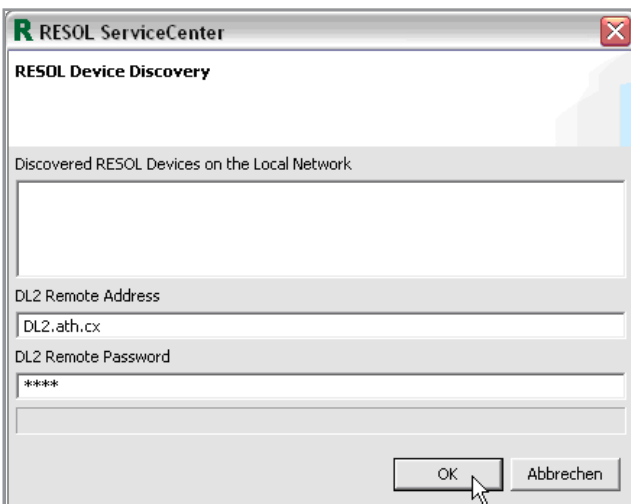 RESOL ServiceCenter
RESOL Device Discovery
Discovered RESOL Devices on the Local Network
DL2 Remote Address
DL2.ath.cx
DL2 Remote Password
****
OK
Abbrechen